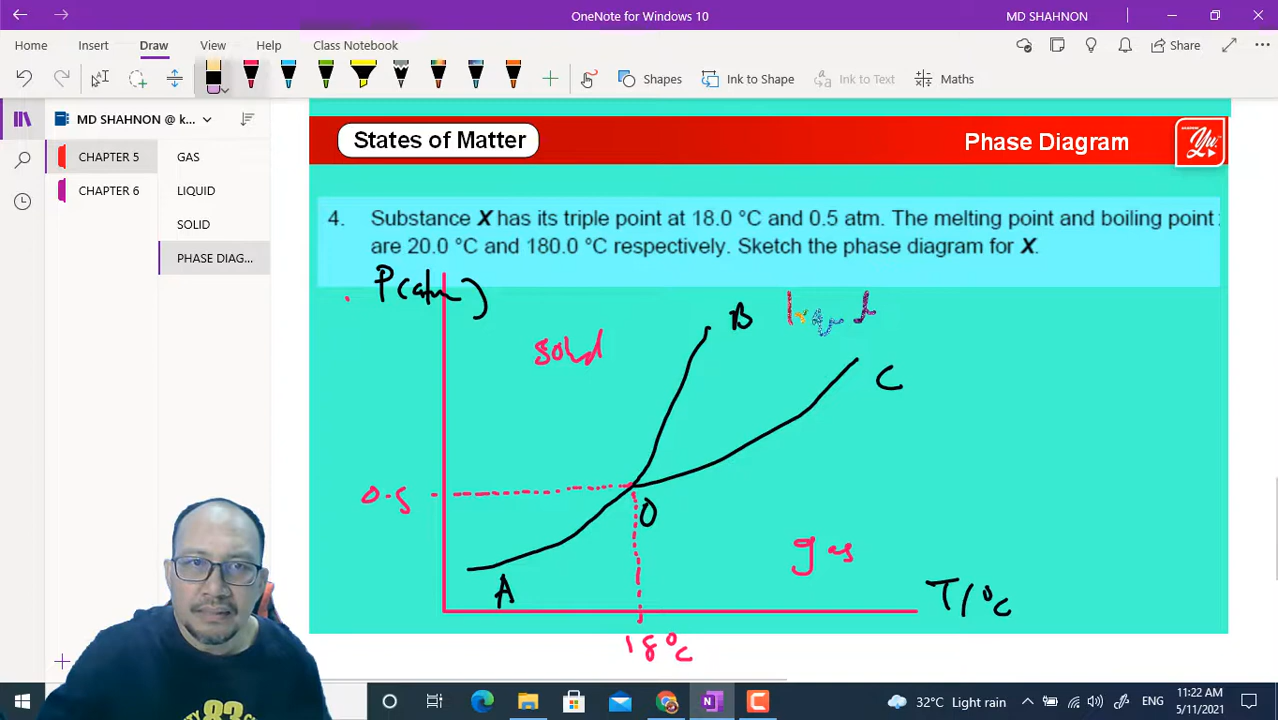 OneNote for Windows 10
MD SHAHNON
Home Insert Draw View Help Class Notebook
Share
Shapes Ink to Shape Ink to Text Maths
MD SHAHNON @ k...
CHAPTER 5
CHAPTER 6
GAS
LIQUID
SOLID
PHASE DIAG...
States of Matter
Phase Diagram
4. Substance X has its triple point at 18.0 °C and 0.5 atm. The melting point and boiling point
are 20.0 °C and 180.0 °C respectively. Sketch the phase diagram for X.
P(atm)
B
liquid
solid
C
0.5
O
gas
A
T/°C
18°C
83
32°C Light rain
ENG
11:22 AM
5/11/2021